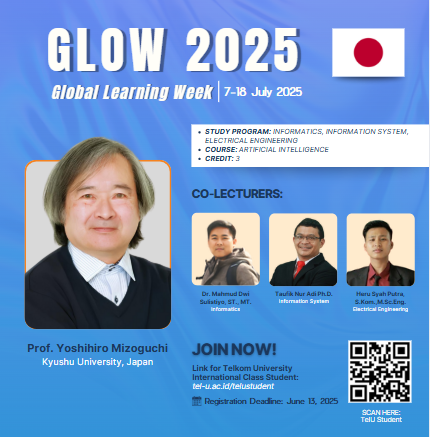 GLOW 2025
Global Learning Week | 7-18 July 2025
• STUDY PROGRAM: INFORMATICS, INFORMATION SYSTEM,
ELECTRICAL ENGINEERING
• COURSE: ARTIFICIAL INTELLIGENCE
• CREDIT: 3
CO-LECTURERS:
Dr. Mahmud Dwi
Sulistiyo, ST., MT.
Informatics
Taufik Nur Adi Ph.D.
Information System
Haru Syah Putra,
S.Kom.,M.Sc.Eng.
Electrical Engineering
Prof. Yoshihiro Mizoguchi
Kyushu University, Japan
JOIN NOW!
Link for Telkom University
International Class Student:
tel-u.ac.id/telustudent
Registration Deadline: June 13, 2025
SCAN HERE:
TelU Student